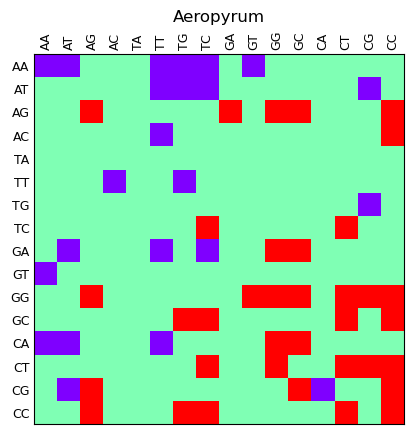 Aeropyrum
AA AT AG AC TA TT TG TC GA GT GG GC CA CT CG CC
AA
AT
AG
AC
TA
TT
TG
TC
GA
GT
GG
GC
CA
CT
CG
CC